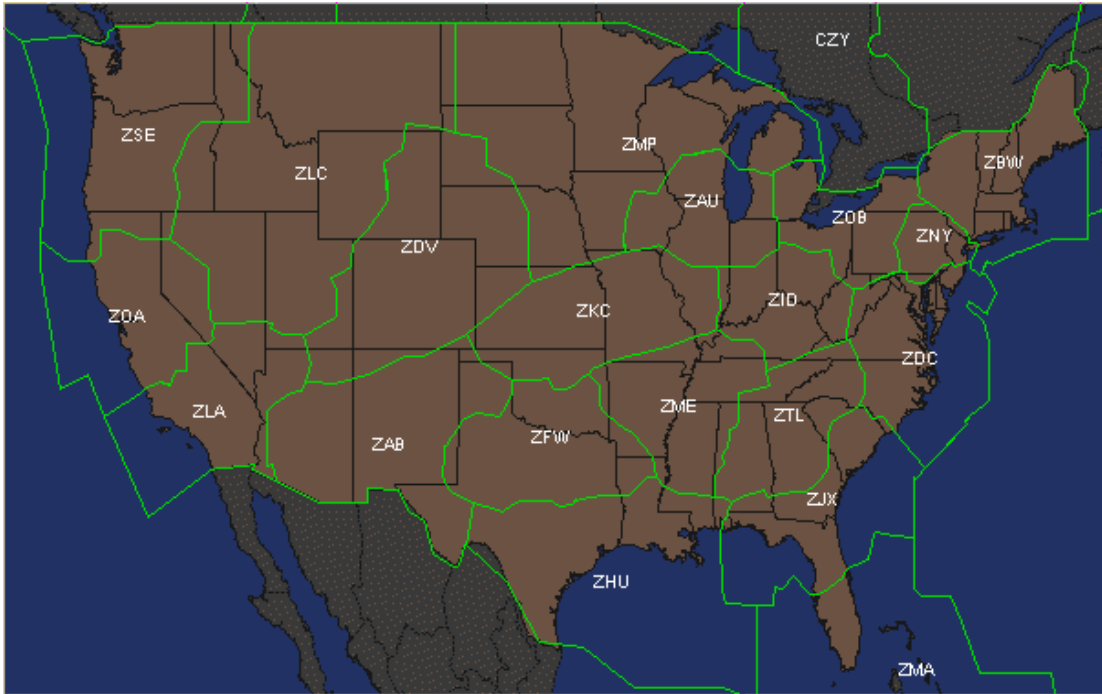 CZY
ZSE
ZMP
ZBW
ZLC
ZAU
ZOB
ZNY
ZDV
ZKC
ZID
ZOA
ZDC
ZLA
ZME
ZTL
ZAB
ZFW
ZJX
ZHU
ZMA